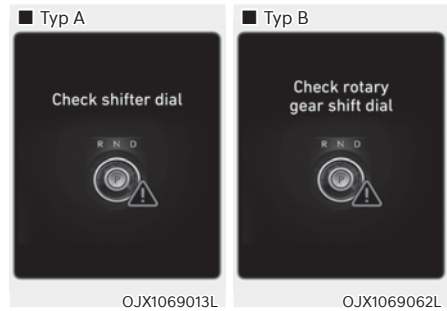 ■ Typ A
Check shifter dial
R N D
P
OJX1069013L
■ Typ B
Check rotary
gear shift dial
R N D
P
OJX1069062L